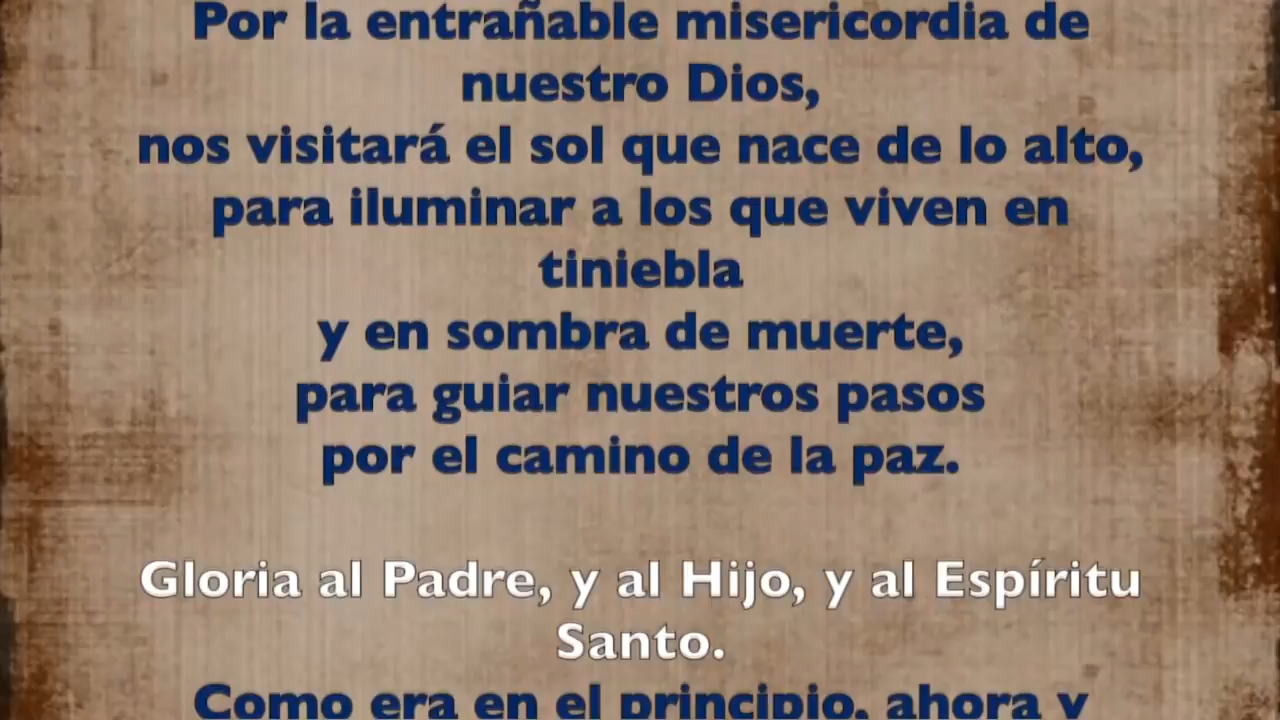 Por la entrañable misericordia de
nuestro Dios,
nos visitará el sol que nace de lo alto,
para iluminar a los que viven en
tiniebla
y en sombra de muerte,
para guiar nuestros pasos
por el camino de la paz.
Gloria al Padre, y al Hijo, y al Espíritu
Santo.
Como era en el principio, ahora y